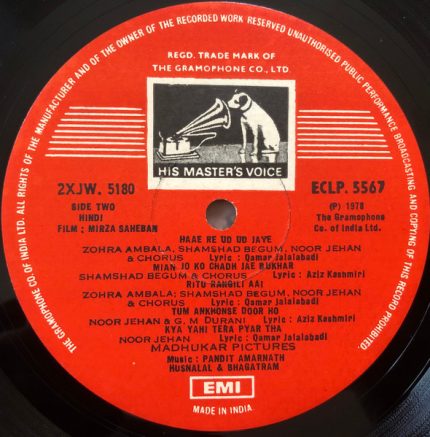 ALL RIGHTS OF THE MANUFACTURER AND OF THE OWNER OF THE RECORDED WORK RESERVED UNAUTHORISED PUBLIC PERFORMANCE BROADCASTING AND COPYING OF THIS RECORD PROHIBITED.
THE GRAMOPHONE CO. OF INDIA LTD.
REGD. TRADE MARK OF
THE GRAMOPHONE CO., LTD.
HIS MASTER'S VOICE
2XJW. 5180
SIDE TWO
HINDI
FILM ; MIRZA SAHEBAN
ECLP. 5567
(P) 1978
The Gramophone
Co. of India Ltd.
HAAE RE UD UD JAYE
ZOHRA AMBALA, SHAMSHAD BEGUM, NOOR JEHAN
& CHORUS Lyric : Qamar Jalalabadi
MIAN JO KO CHADH JAE BUKHAR
SHAMSHAD BEGUM & CHORUS Lyric : Aziz Kashmiri
RITU RANGILI AAI
ZOHRA AMBALA; SHAMSHAD BEGUM, NOOR JEHAN
& CHORUS Lyric : Qamar Jalalabadi
TUM ANKHONSE DOOR HO
NOOR JEHAN & G. M DURANI Lyric : Aziz Kashmiri
KYA YAHI TERA PYAR THA
NOOR JEHAN Lyric : Qamar Jalalabadi
MADHUKAR PICTURES
Music : PANDIT AMARNATH
HUSNALAL & BHAGATRAM
EMI
MADE IN INDIA